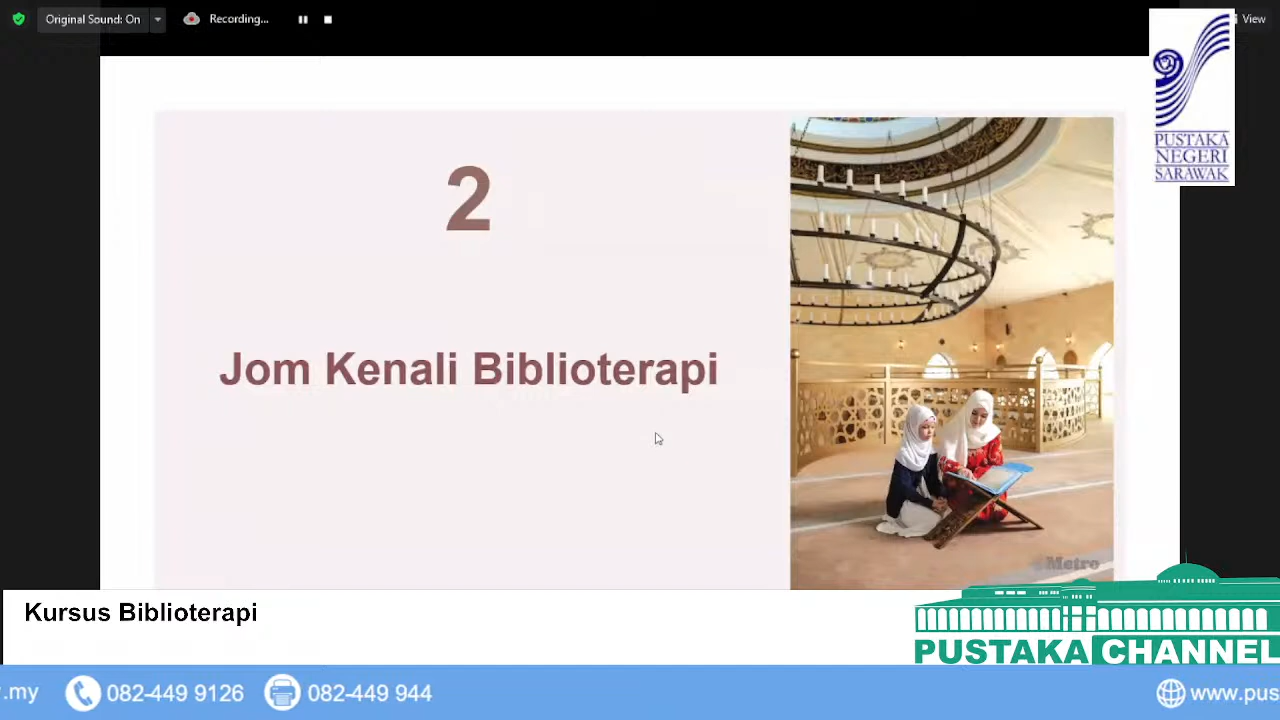 Original Sound: On
Recording...
View
PUSTAKA
NEGERI
SARAWAK
2
Jom Kenali Biblioterapi
Metro
Kursus Biblioterapi
PUSTAKA CHANNEL
.my 082-449 9126 082-449 944 www.pus